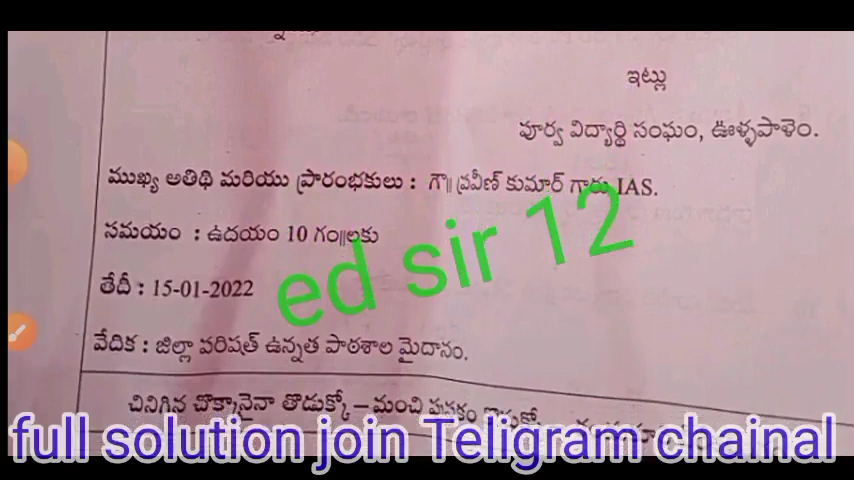 ఇట్లు
పూర్వ విద్యార్థి సంఘం, ఊళ్ళపాళెం.
ముఖ్య అతిథి మరియు ప్రారంభకులు : గౌ॥ ప్రవీణ్ కుమార్ గారు IAS.
సమయం : ఉదయం 10 గం॥లకు
ed sir 12
తేదీ : 15-01-2022
వేదిక : జిల్లా పరిషత్ ఉన్నత పాఠశాల మైదానం.
చినిగిన చొక్కానైనా తొడుక్కో – మంచి పుస్తకం
full solution join Teligram chainal